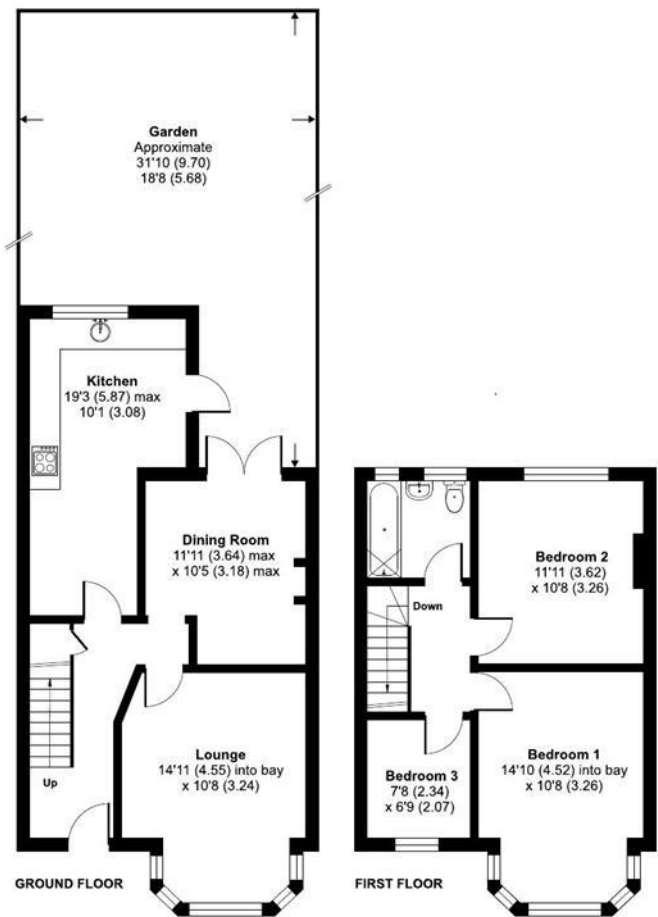 Garden
Approximate
31'10 (9.70)
18'8 (5.68)
Kitchen
19'3 (5.87) max
10'1 (3.08)
Dining Room
11'11 (3.64) max
x 10'5 (3.18) max
Lounge
14'11 (4.55) into bay
x 10'8 (3.24)
Up
GROUND FLOOR
Down
Bedroom 2
11'11 (3.62)
x 10'8 (3.26)
Bedroom 1
14'10 (4.52) into bay
x 10'8 (3.26)
Bedroom 3
7'8 (2.34)
x 6'9 (2.07)
FIRST FLOOR